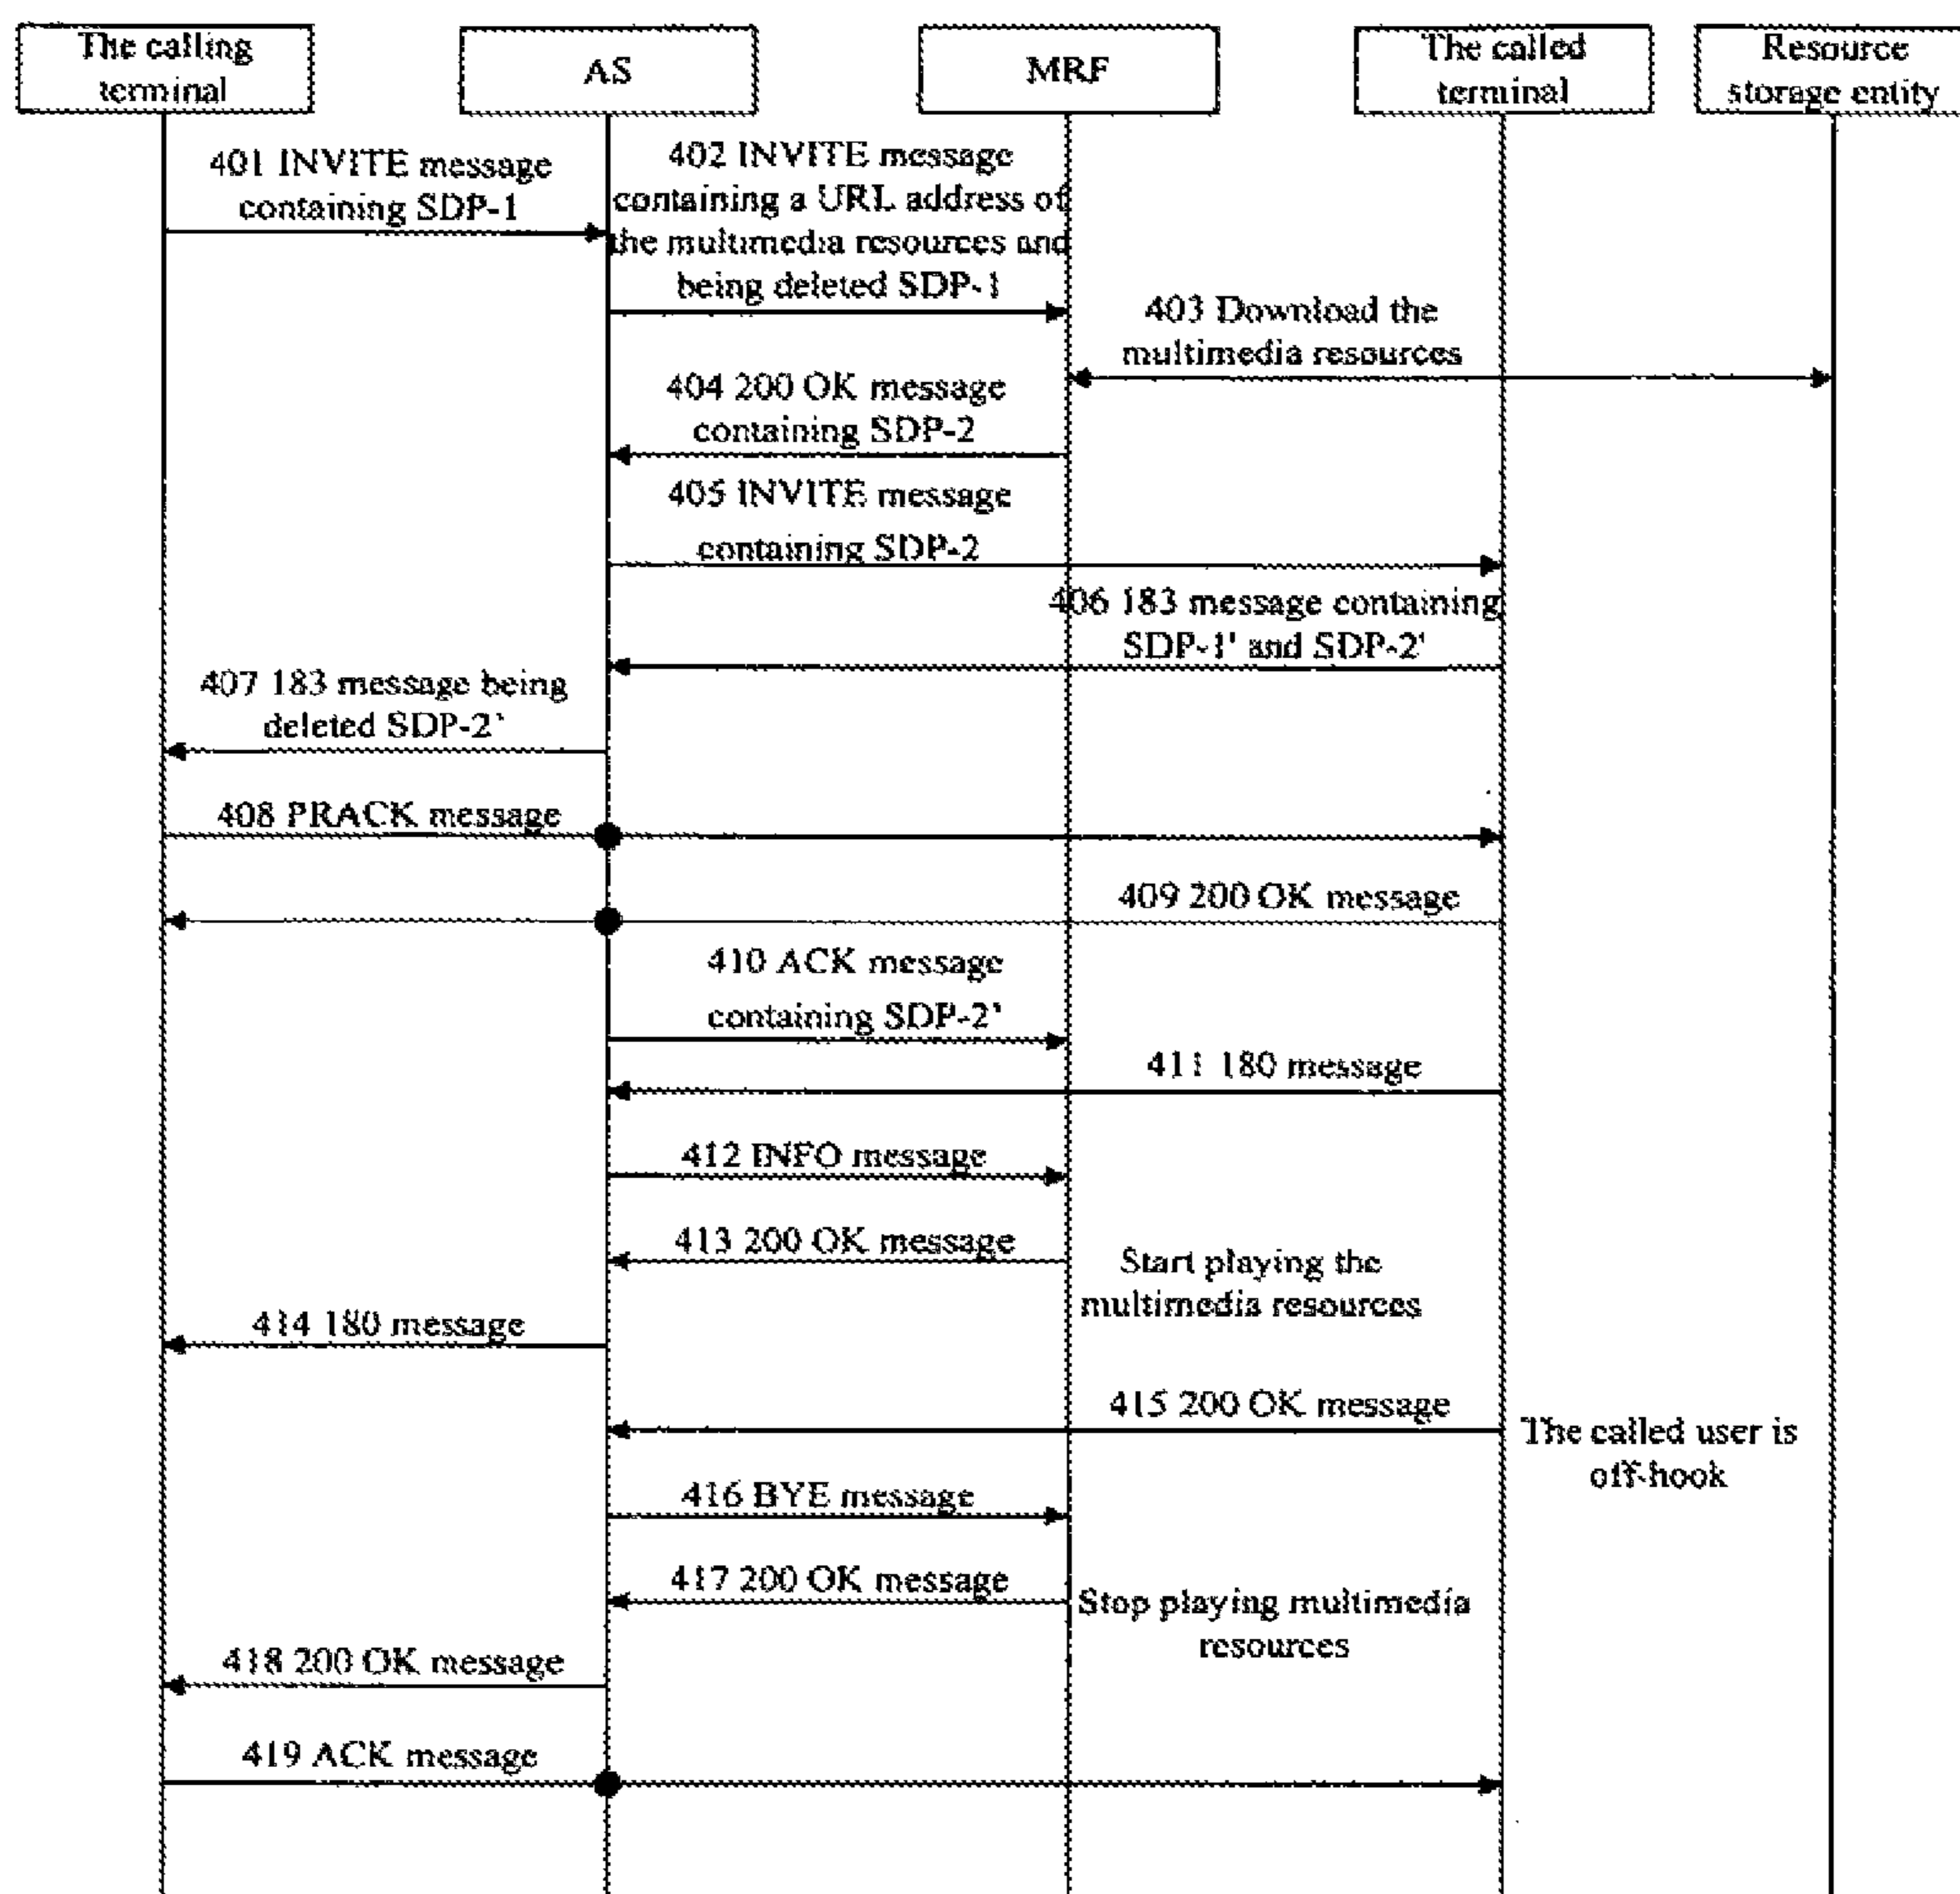 The calling
terminal
AS
MRF
The called
terminal
Resource
storage entity
401 INVITE message
containing SDP-1
402 INVITE message
containing a URL address of
the multimedia resources and
being deleted SDP-1
403 Download the
multimedia resources
404 200 OK message
containing SDP-2
405 INVITE message
containing SDP-2
406 183 message containing
SDP-1' and SDP-2'
407 183 message being
deleted SDP-2'
408 PRACK message
409 200 OK message
410 ACK message
containing SDP-2'
411 180 message
412 INFO message
413 200 OK message
Start playing the
multimedia resources
414 180 message
415 200 OK message
The called user is
off-hook
416 BYE message
417 200 OK message
Stop playing multimedia
resources
418 200 OK message
419 ACK message